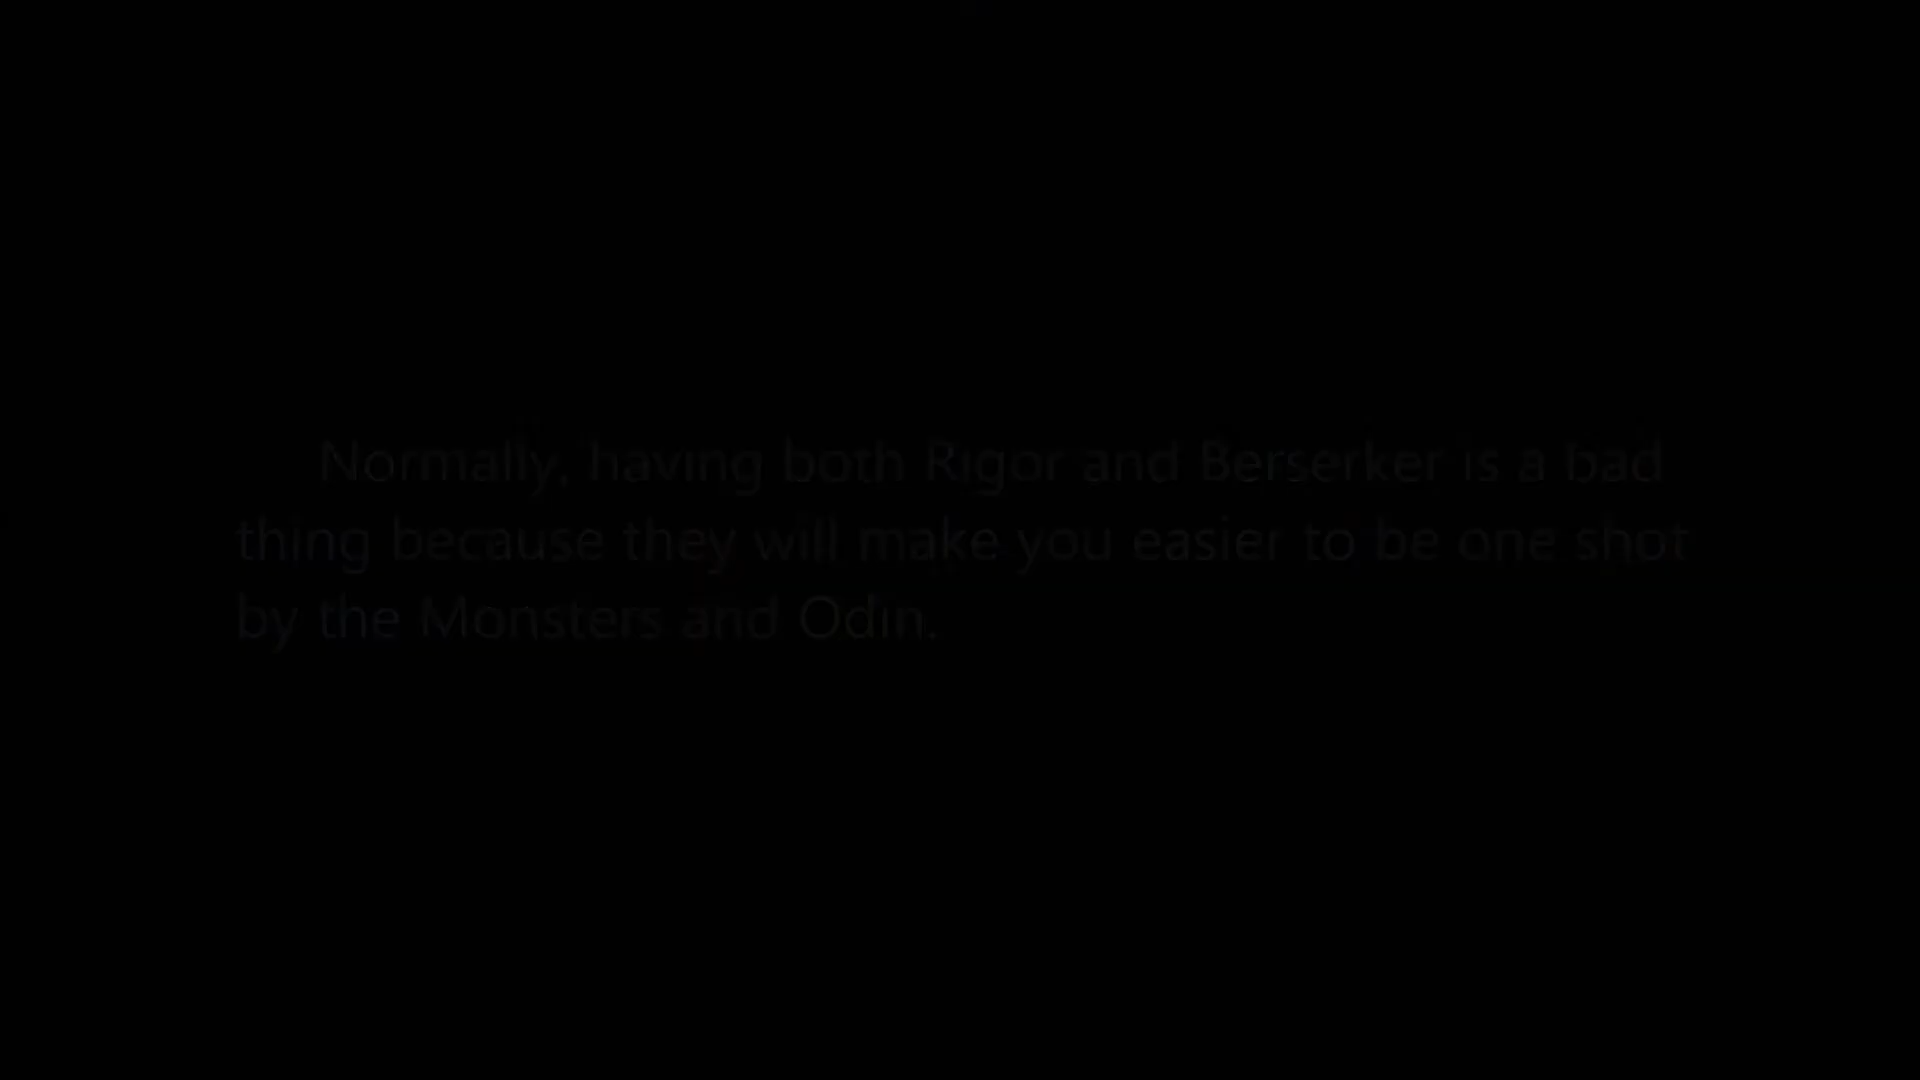 Normally, having both Rigor and Berserker is a bad
thing because they will make you easier to be one shot
by the Monsters and Odin.